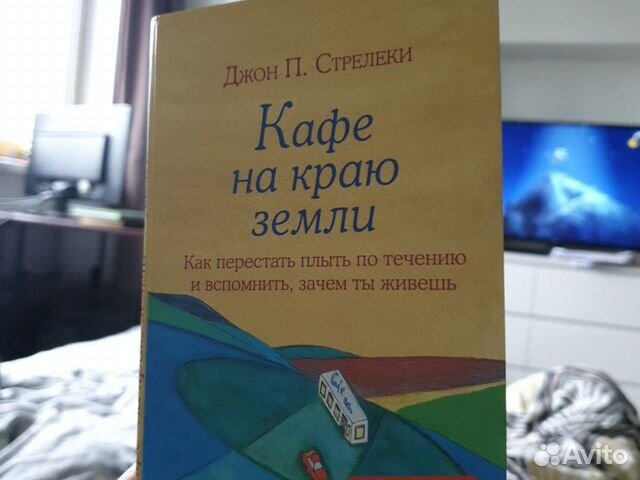 Джон П. Стрелеки
Кафе
на краю
земли
Как перестать плыть по течению
и вспомнить, зачем ты живешь
Avito